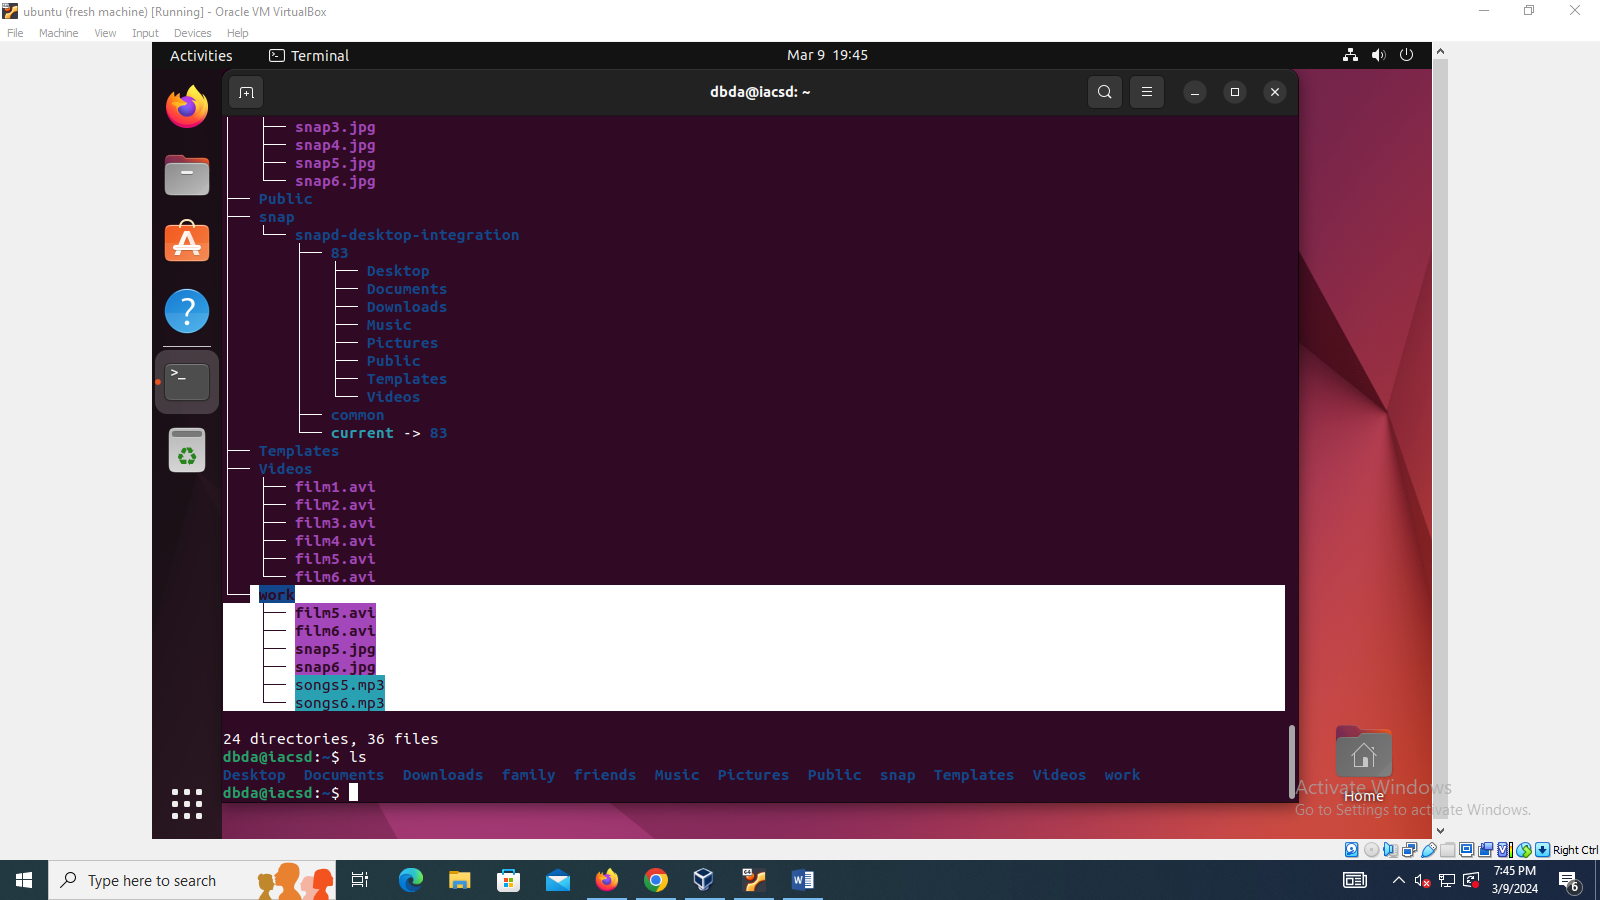 ubuntu (fresh machine) [Running] - Oracle VM VirtualBox
File Machine View Input Devices Help
Activities Terminal Mar 9 19:45
dbda@iacsd: ~
├── snap3.jpg
├── snap4.jpg
├── snap5.jpg
└── snap6.jpg
├── Public
├── snap
└── snapd-desktop-integration
├── 83
├── Desktop
├── Documents
├── Downloads
├── Music
├── Pictures
├── Public
├── Templates
└── Videos
├── common
└── current -> 83
├── Templates
├── Videos
├── film1.avi
├── film2.avi
├── film3.avi
├── film4.avi
├── film5.avi
└── film6.avi
└── work
├── film5.avi
├── film6.avi
├── snap5.jpg
├── snap6.jpg
├── songs5.mp3
└── songs6.mp3
24 directories, 36 files
dbda@iacsd:~$ ls
Desktop Documents Downloads family friends Music Pictures Public snap Templates Videos work
dbda@iacsd:~$
Home
Activate Windows
Go to Settings to activate Windows.
Right Ctrl
Type here to search
7:45 PM
3/9/2024
6